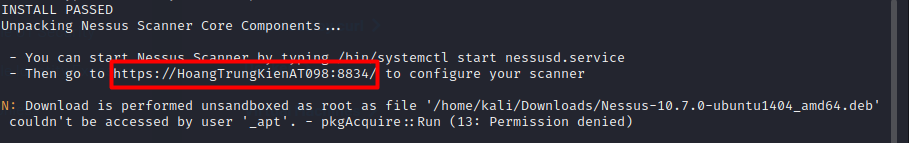 INSTALL PASSED
Unpacking Nessus Scanner Core Components...
- You can start Nessus Scanner by typing /bin/systemctl start nessusd.service
- Then go to https://HoangTrungKienAT098:8834/ to configure your scanner
N: Download is performed unsandboxed as root as file '/home/kali/Downloads/Nessus-10.7.0-ubuntu1404_amd64.deb'
couldn't be accessed by user '_apt'. - pkgAcquire::Run (13: Permission denied)